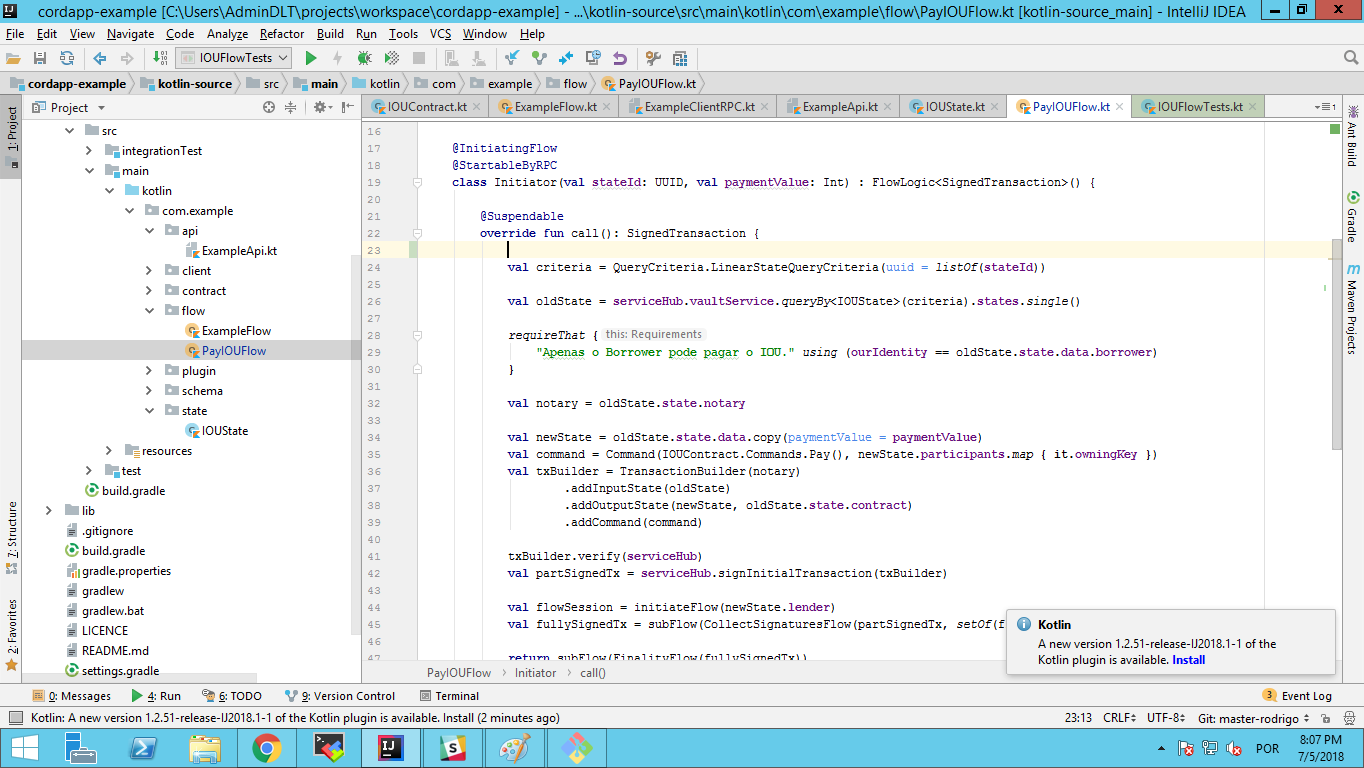 cordapp-example [C:\Users\AdminDLT\projects\workspace\cordapp-example] - ...\kotlin-source\src\main\kotlin\com\example\flow\PayIOUFlow.kt [kotlin-source_main] - IntelliJ IDEA
File Edit View Navigate Code Analyze Refactor Build Run Tools VCS Window Help
IOUFlowTests
cordapp-example kotlin-source src main kotlin com example flow PayIOUFlow.kt
Project
IOUContract.kt ExampleFlow.kt ExampleClientRPC.kt ExampleApi.kt IOUState.kt PayIOUFlow.kt IOUFlowTests.kt
1: Project
7: Structure
2: Favorites
src
integrationTest
main
kotlin
com.example
api
ExampleApi.kt
client
contract
flow
ExampleFlow
PayIOUFlow
plugin
schema
state
IOUState
resources
test
build.gradle
lib
.gitignore
build.gradle
gradle.properties
gradlew
gradlew.bat
LICENCE
README.md
settings.gradle
16
17 @InitiatingFlow
18 @StartableByRPC
19 class Initiator(val stateId: UUID, val paymentValue: Int) : FlowLogic<SignedTransaction>() {
20
21 @Suspendable
22 override fun call(): SignedTransaction {
23
24 val criteria = QueryCriteria.LinearStateQueryCriteria(uuid = listOf(stateId))
25
26 val oldState = serviceHub.vaultService.queryBy<IOUState>(criteria).states.single()
27
28 requireThat { this: Requirements
29 "Apenas o Borrower pode pagar o IOU." using (ourIdentity == oldState.state.data.borrower)
30 }
31
32 val notary = oldState.state.notary
33
34 val newState = oldState.state.data.copy(paymentValue = paymentValue)
35 val command = Command(IOUContract.Commands.Pay(), newState.participants.map { it.owningKey })
36 val txBuilder = TransactionBuilder(notary)
37 .addInputState(oldState)
38 .addOutputState(newState, oldState.state.contract)
39 .addCommand(command)
40
41 txBuilder.verify(serviceHub)
42 val partSignedTx = serviceHub.signInitialTransaction(txBuilder)
43
44 val flowSession = initiateFlow(newState.lender)
45 val fullySignedTx = subFlow(CollectSignaturesFlow(partSignedTx, setOf(f
46
47 return subFlow(FinalityFlow(fullySignedTx))
PayIOUFlow Initiator call()
Ant Build
Gradle
m Maven Projects
Kotlin
A new version 1.2.51-release-IJ2018.1-1 of the
Kotlin plugin is available. Install
0: Messages 4: Run 6: TODO 9: Version Control Terminal 3 Event Log
Kotlin: A new version 1.2.51-release-IJ2018.1-1 of the Kotlin plugin is available. Install (2 minutes ago) 23:13 CRLF UTF-8 Git: master-rodrigo
POR
8:07 PM
7/5/2018